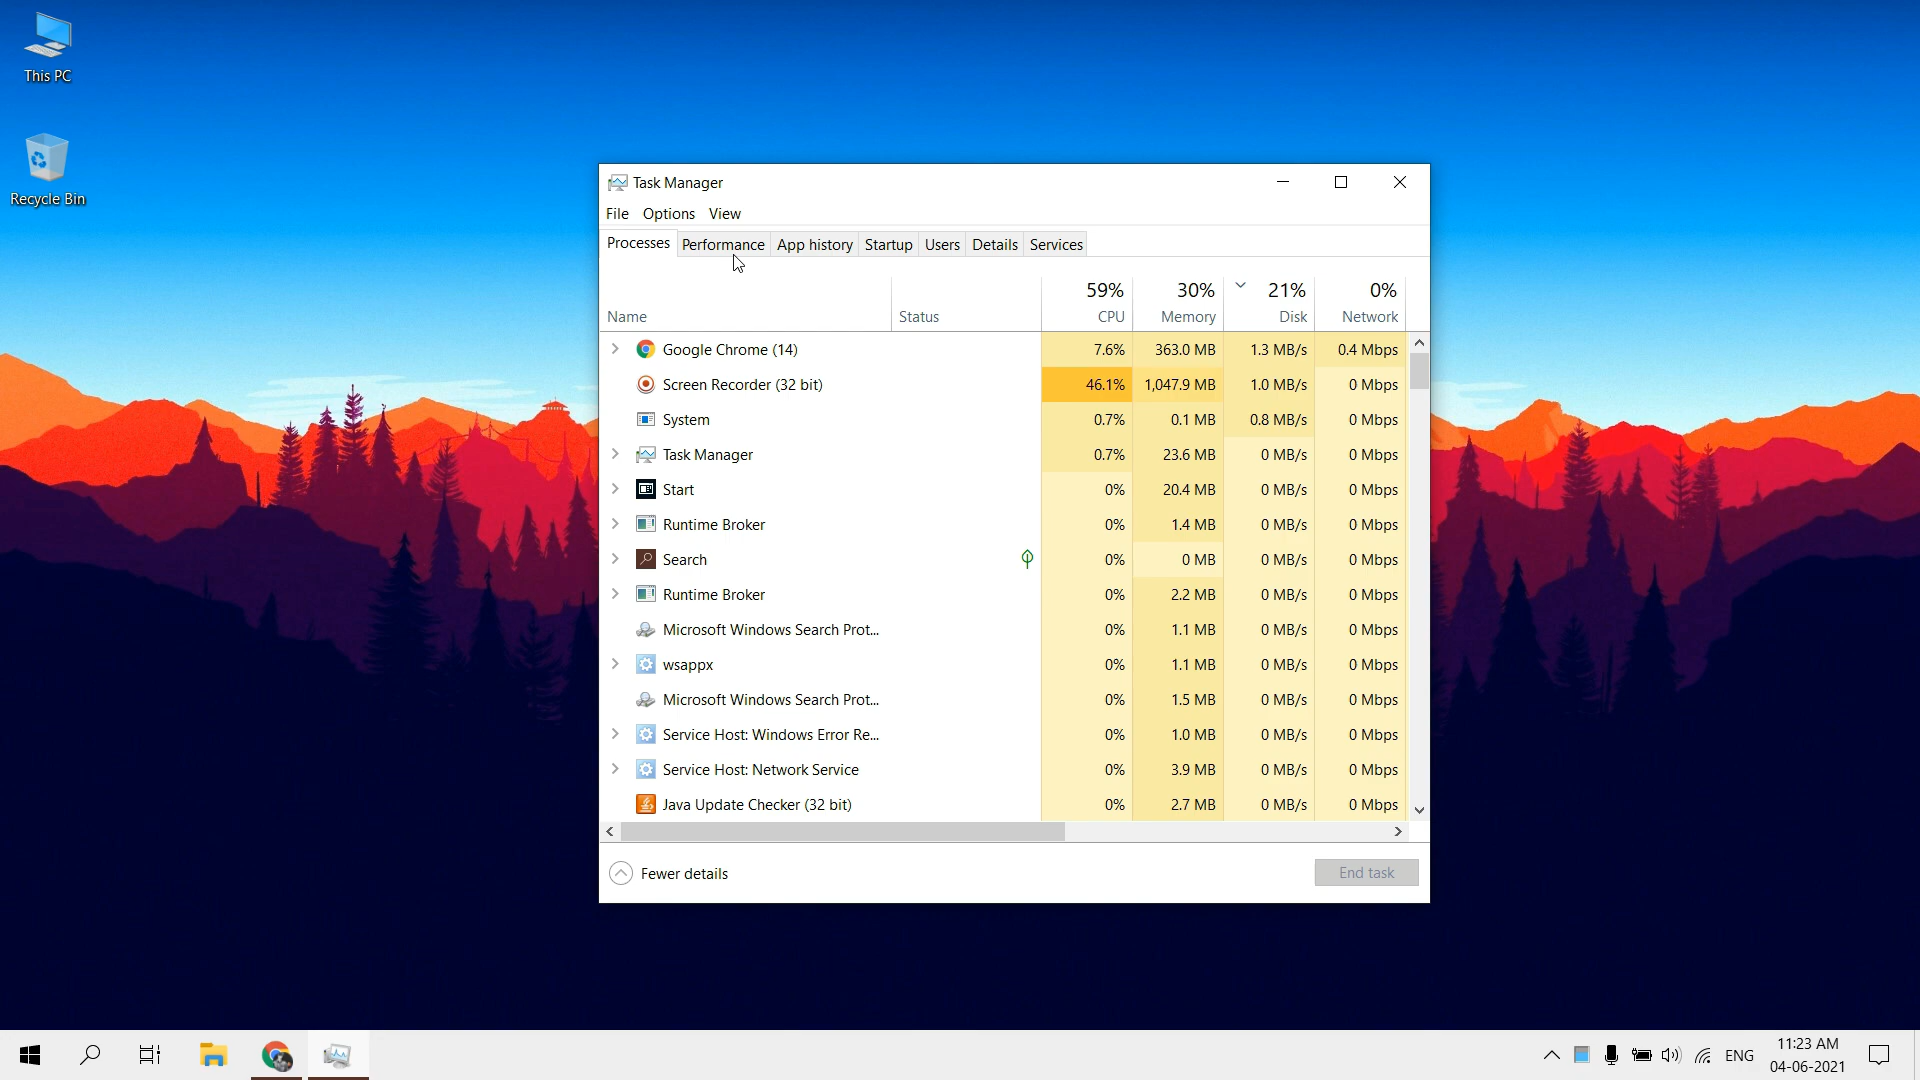 This PC
Recycle Bin
Task Manager
File Options View
Processes Performance App history Startup Users Details Services
59% 30% 21% 0%
Name Status CPU Memory Disk Network
Google Chrome (14) 7.6% 363.0 MB 1.3 MB/s 0.4 Mbps
Screen Recorder (32 bit) 46.1% 1,047.9 MB 1.0 MB/s 0 Mbps
System 0.7% 0.1 MB 0.8 MB/s 0 Mbps
Task Manager 0.7% 23.6 MB 0 MB/s 0 Mbps
Start 0% 20.4 MB 0 MB/s 0 Mbps
Runtime Broker 0% 1.4 MB 0 MB/s 0 Mbps
Search 0% 0 MB 0 MB/s 0 Mbps
Runtime Broker 0% 2.2 MB 0 MB/s 0 Mbps
Microsoft Windows Search Prot... 0% 1.1 MB 0 MB/s 0 Mbps
wsappx 0% 1.1 MB 0 MB/s 0 Mbps
Microsoft Windows Search Prot... 0% 1.5 MB 0 MB/s 0 Mbps
Service Host: Windows Error Re... 0% 1.0 MB 0 MB/s 0 Mbps
Service Host: Network Service 0% 3.9 MB 0 MB/s 0 Mbps
Java Update Checker (32 bit) 0% 2.7 MB 0 MB/s 0 Mbps
Fewer details End task
ENG
11:23 AM
04-06-2021